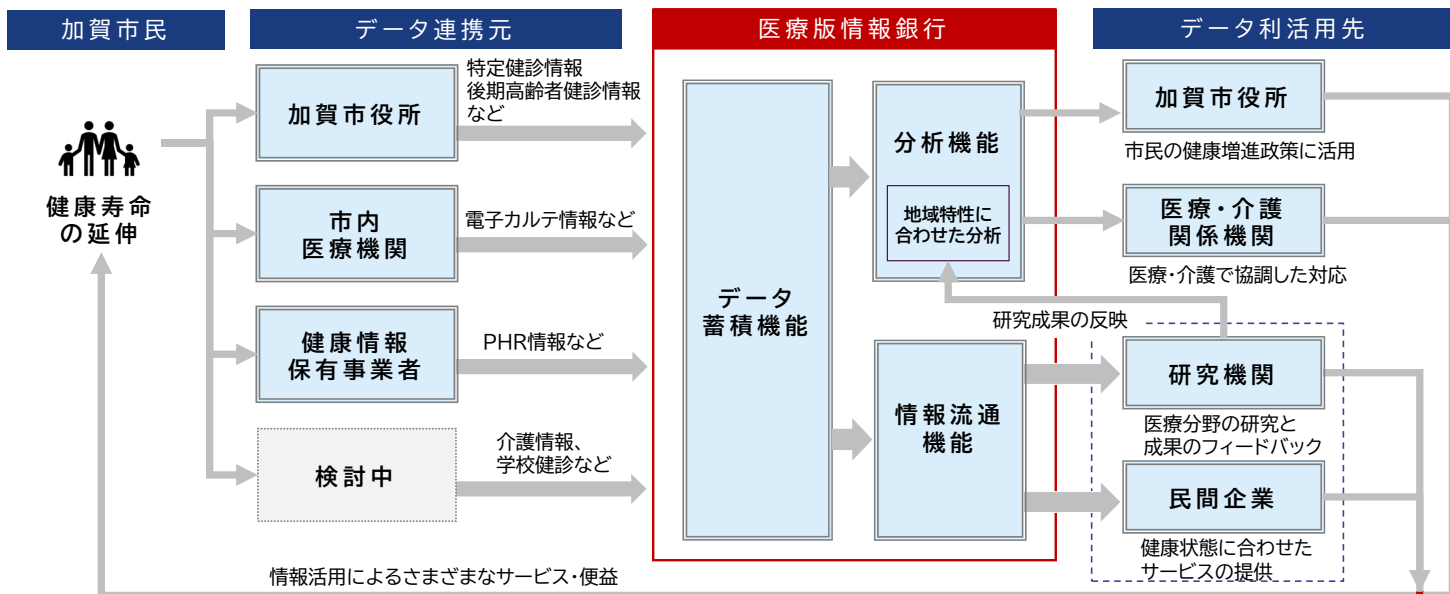 加賀市民
データ連携元
医療版情報銀行
データ利活用先
健康寿命
の延伸
加賀市役所
特定健診情報
後期高齢者健診情報
など
市内
医療機関
電子カルテ情報など
健康情報
保有事業者
PHR情報など
検討中
介護情報、
学校健診など
データ
蓄積機能
分析機能
地域特性に
合わせた分析
情報流通
機能
加賀市役所
市民の健康増進政策に活用
医療・介護
関係機関
医療・介護で協調した対応
研究成果の反映
研究機関
医療分野の研究と
成果のフィードバック
民間企業
健康状態に合わせた
サービスの提供
情報活用によるさまざまなサービス・便益